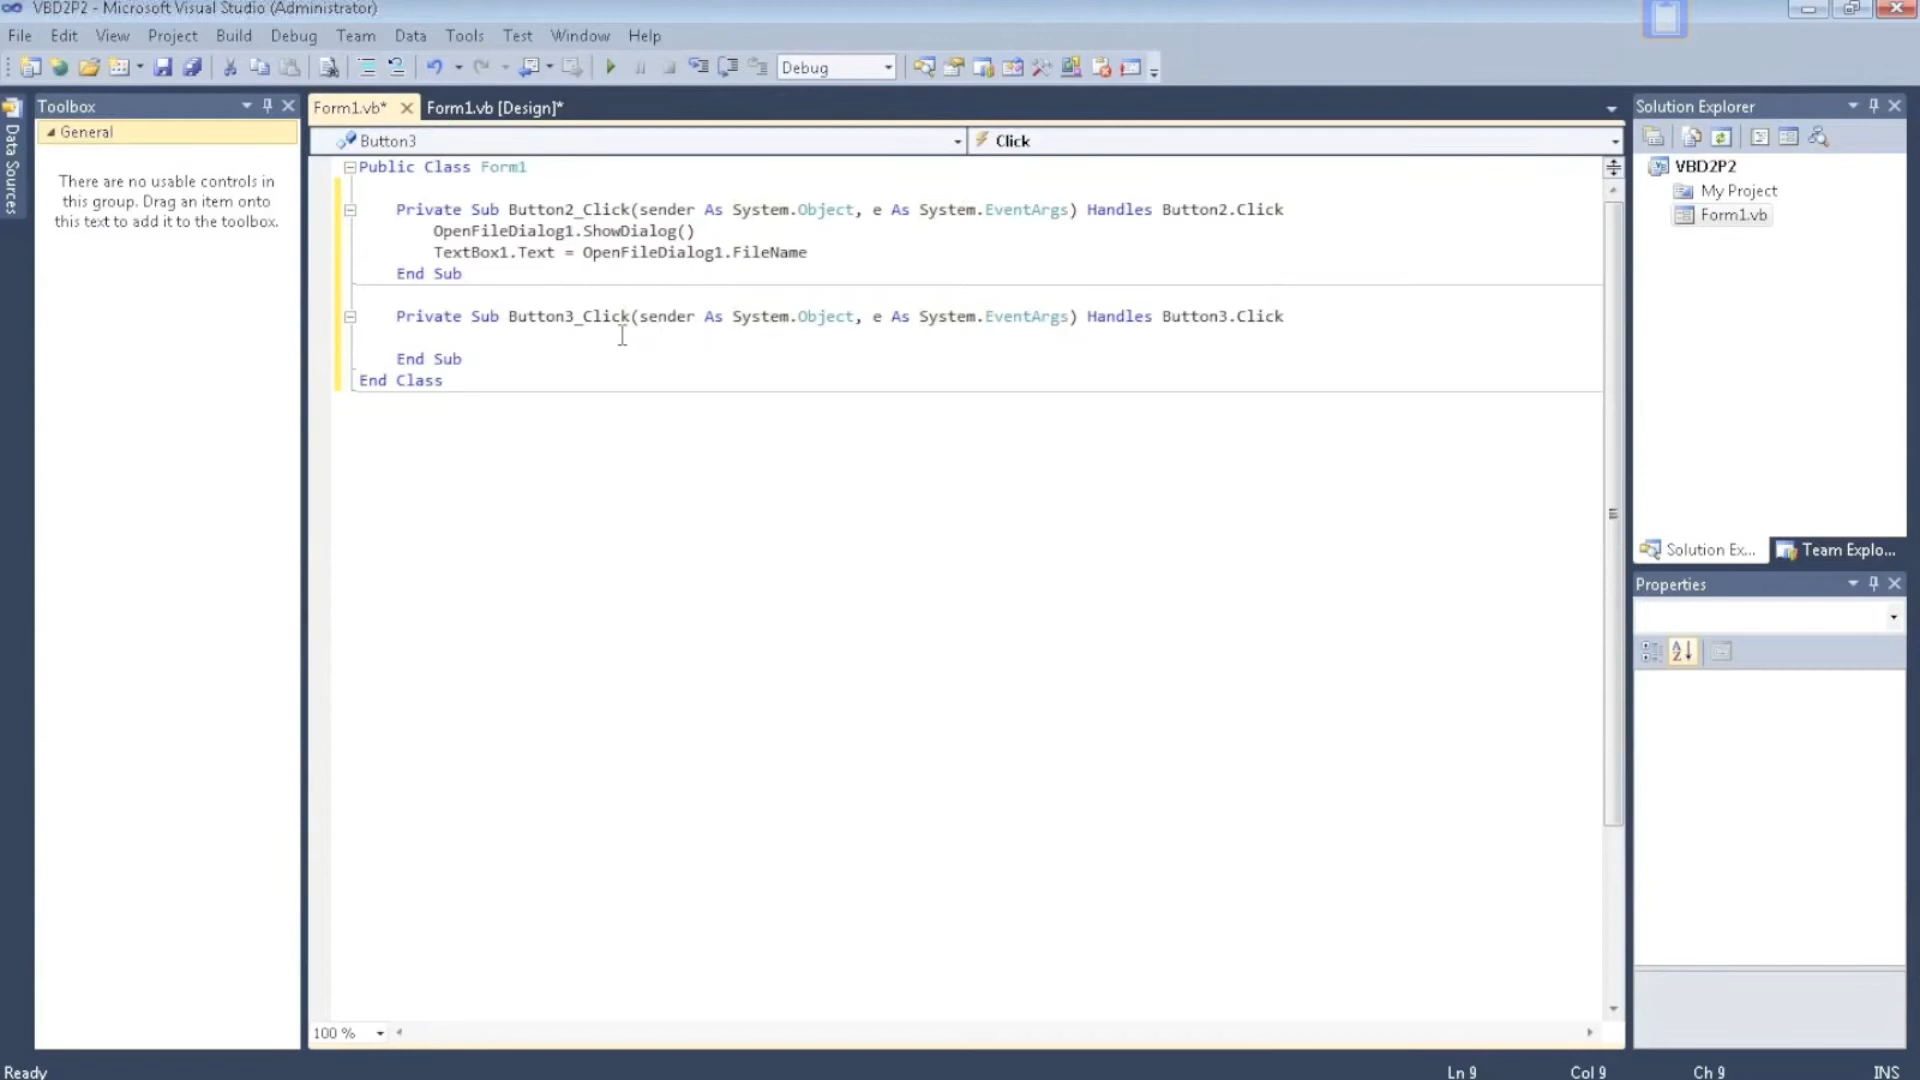 VBD2P2 - Microsoft Visual Studio (Administrator)
File Edit View Project Build Debug Team Data Tools Test Window Help
Debug
Data Sources
Toolbox
General
There are no usable controls in
this group. Drag an item onto
this text to add it to the toolbox.
Form1.vb* Form1.vb [Design]*
Button3 Click
Public Class Form1
Private Sub Button2_Click(sender As System.Object, e As System.EventArgs) Handles Button2.Click
OpenFileDialog1.ShowDialog()
TextBox1.Text = OpenFileDialog1.FileName
End Sub
Private Sub Button3_Click(sender As System.Object, e As System.EventArgs) Handles Button3.Click
End Sub
End Class
100 %
Solution Explorer
VBD2P2
My Project
Form1.vb
Solution Ex... Team Explo...
Properties
Ready Ln 9 Col 9 Ch 9 INS